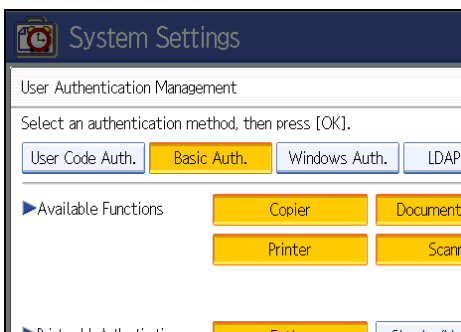 System Settings
User Authentication Management
Select an authentication method, then press [OK].
User Code Auth. Basic Auth. Windows Auth. LDAP
Available Functions Copier Document
Printer